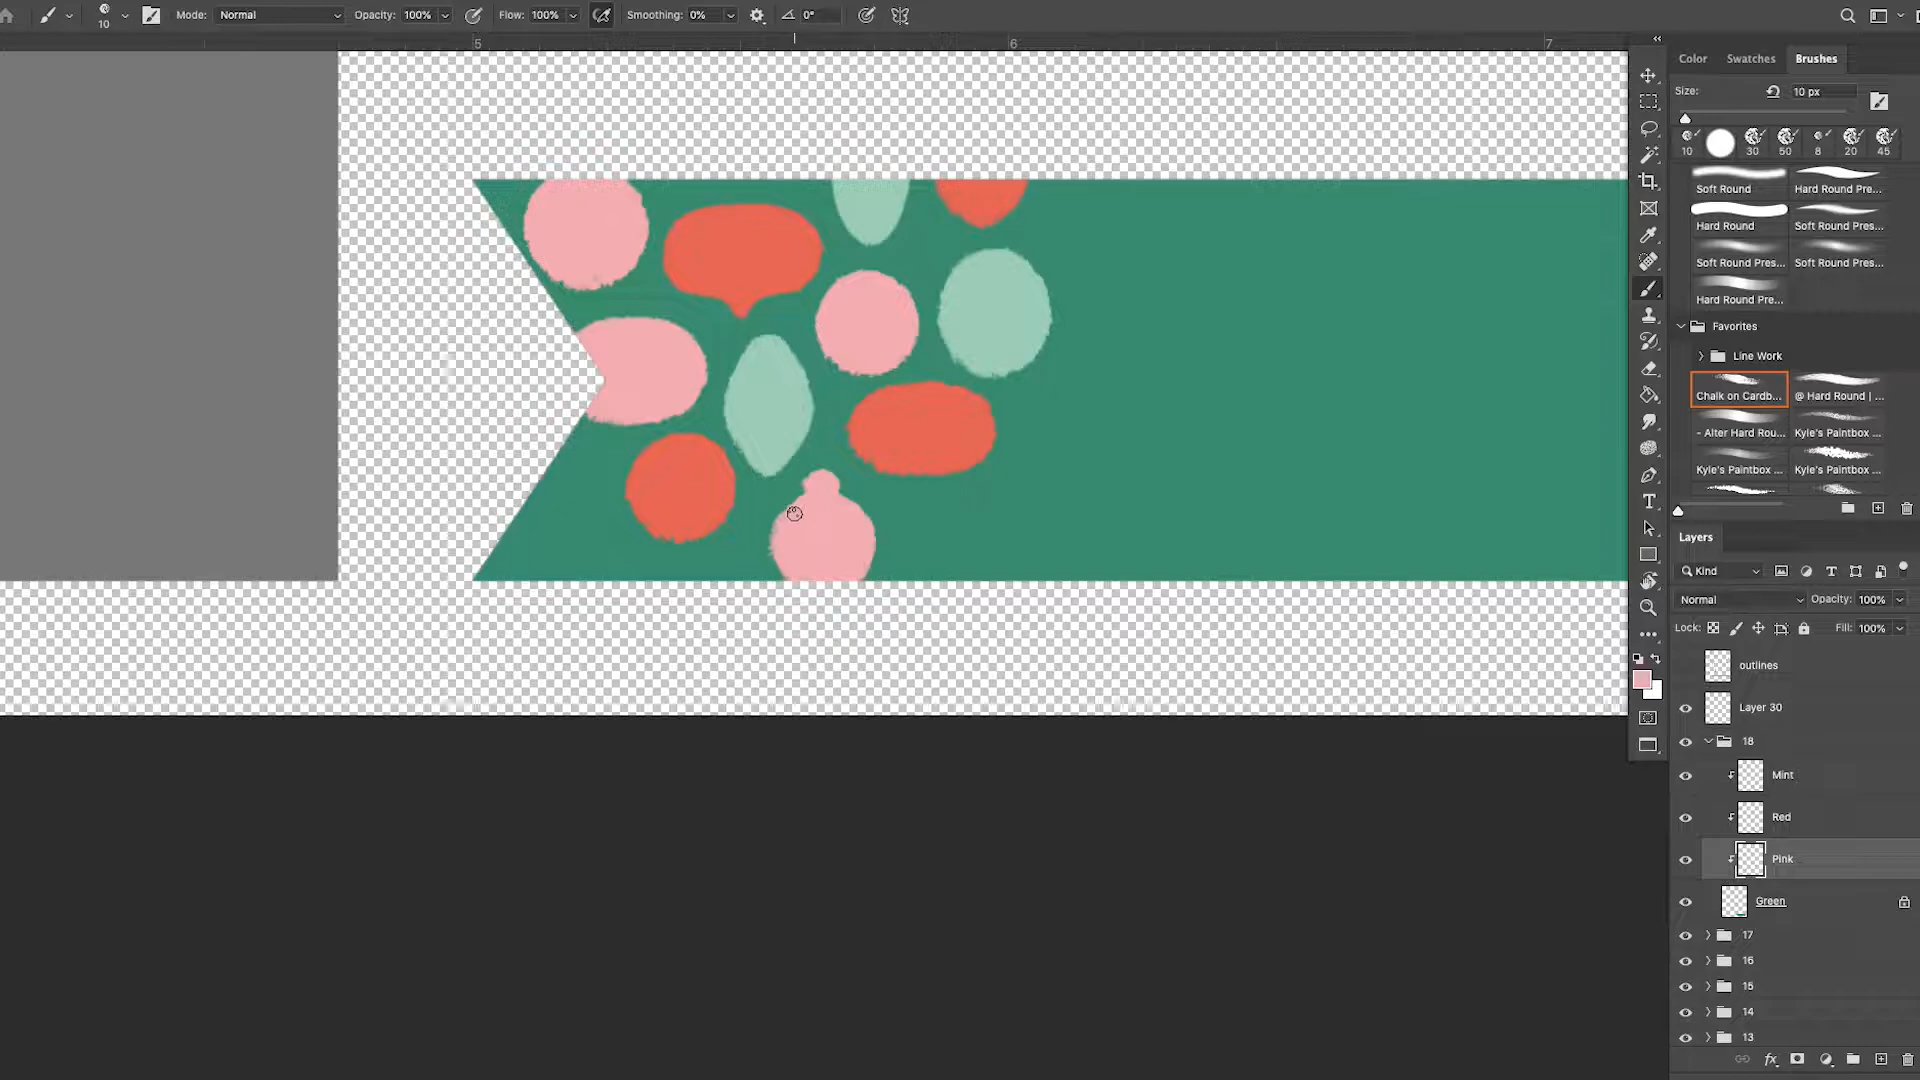 10 Mode: Normal Opacity: 100% Flow: 100% Smoothing: 0% 0°
5 6 7
Color Swatches Brushes
Size: 10 px
10 30 50 8 20 45
Soft Round Hard Round Pre...
Hard Round Soft Round Pres...
Soft Round Pres... Soft Round Pres...
Hard Round Pre...
Favorites
Line Work
Chalk on Cardb... @ Hard Round | ...
- Alter Hard Rou... Kyle's Paintbox ...
Kyle's Paintbox ... Kyle's Paintbox ...
Layers
Kind
Normal Opacity: 100%
Lock: Fill: 100%
outlines
Layer 30
18
Mint
Red
Pink
Green
17
16
15
14
13
fx